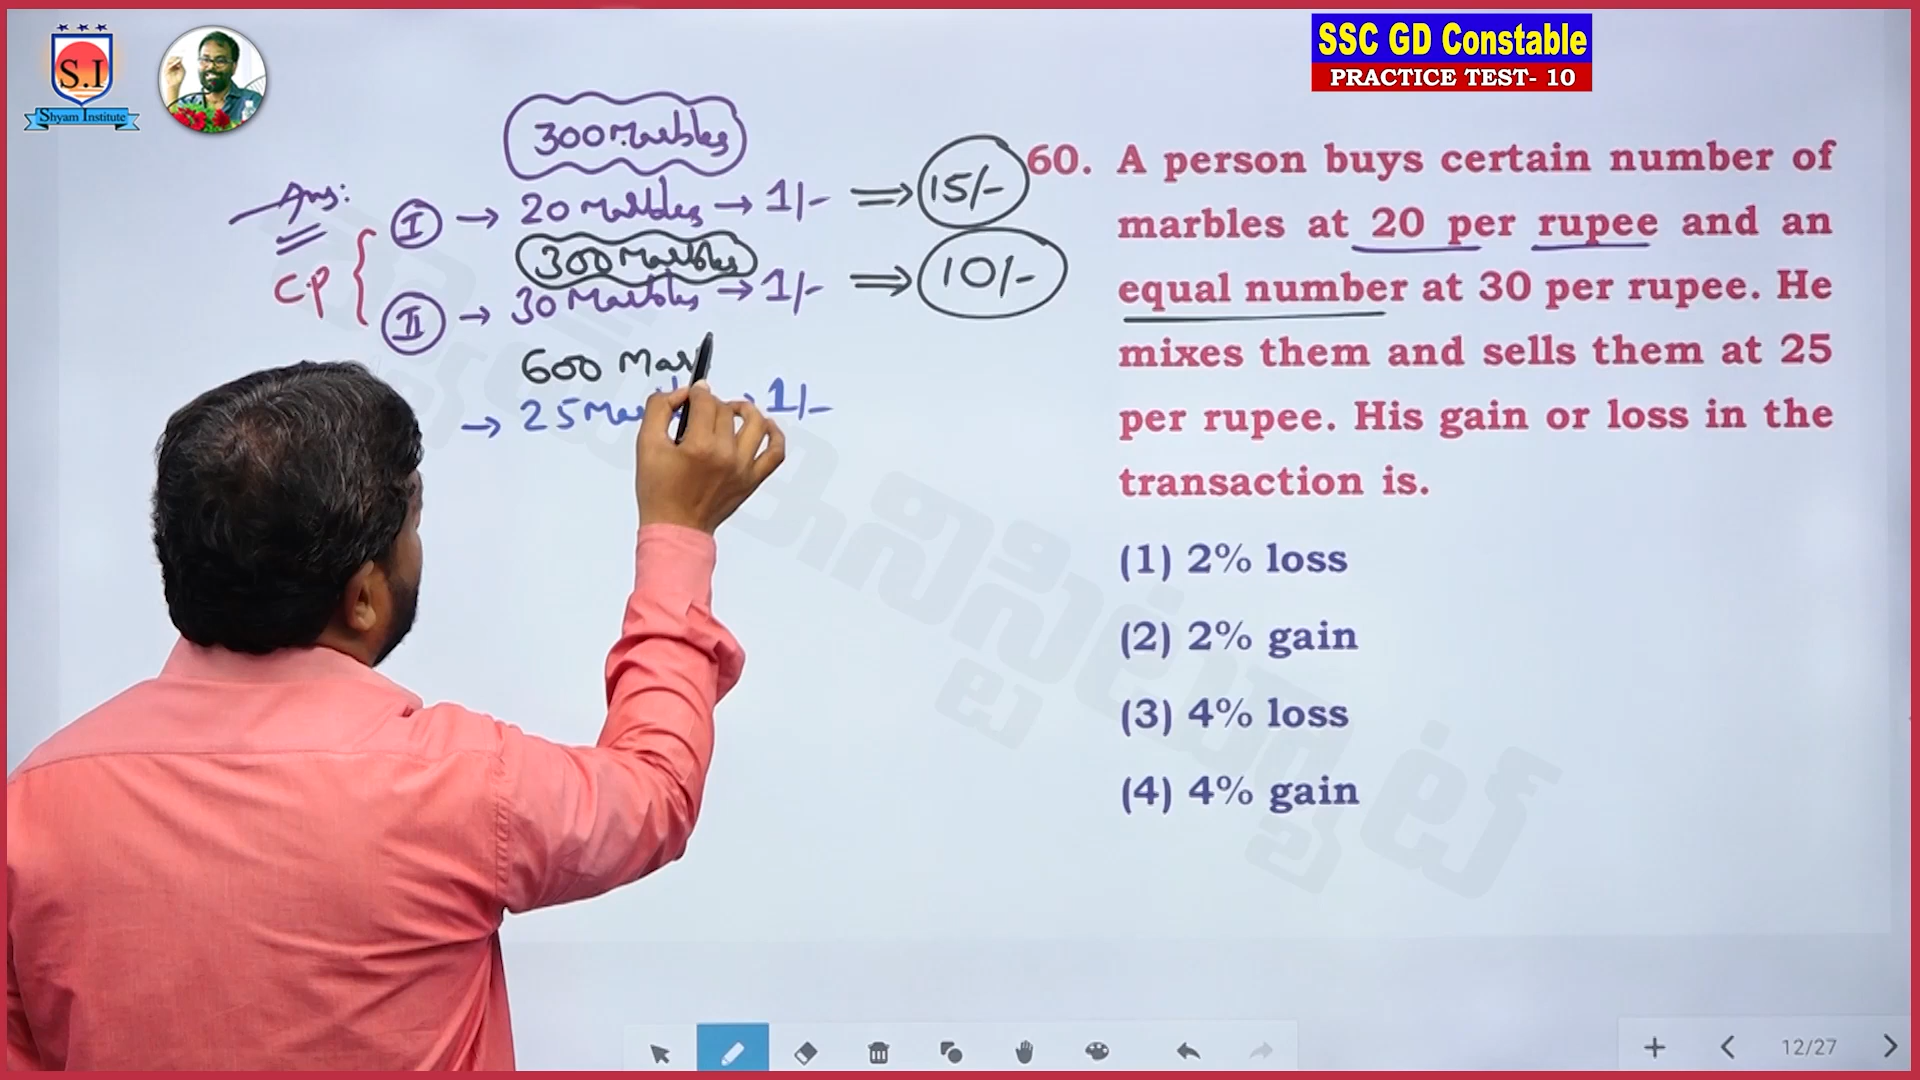 S.I
Shyam Institute
SSC GD Constable
PRACTICE TEST- 10
300 Marbles
Ans:
I → 20 Marbles → 1/- ⇒ 15/-
CP
300 Marbles
II → 30 Marbles → 1/- ⇒ 10/-
600 Mar
→ 25 Mar → 1/-
60. A person buys certain number of
marbles at 20 per rupee and an
equal number at 30 per rupee. He
mixes them and sells them at 25
per rupee. His gain or loss in the
transaction is.
(1) 2% loss
(2) 2% gain
(3) 4% loss
(4) 4% gain
12/27